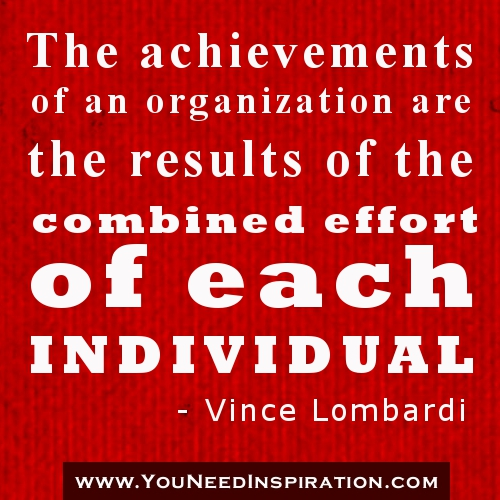 The achievements
of an organization are
the results of the
combined effort
of each
INDIVIDUAL
- Vince Lombardi
www.YouNeedInspiration.com